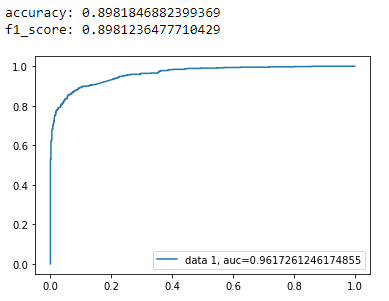 accuracy: 0.8981846882399369
f1_score: 0.8981236477710429
1.0
0.8
0.6
0.4
0.2
0.0
data 1, auc=0.9617261246174855
0.0 0.2 0.4 0.6 0.8 1.0